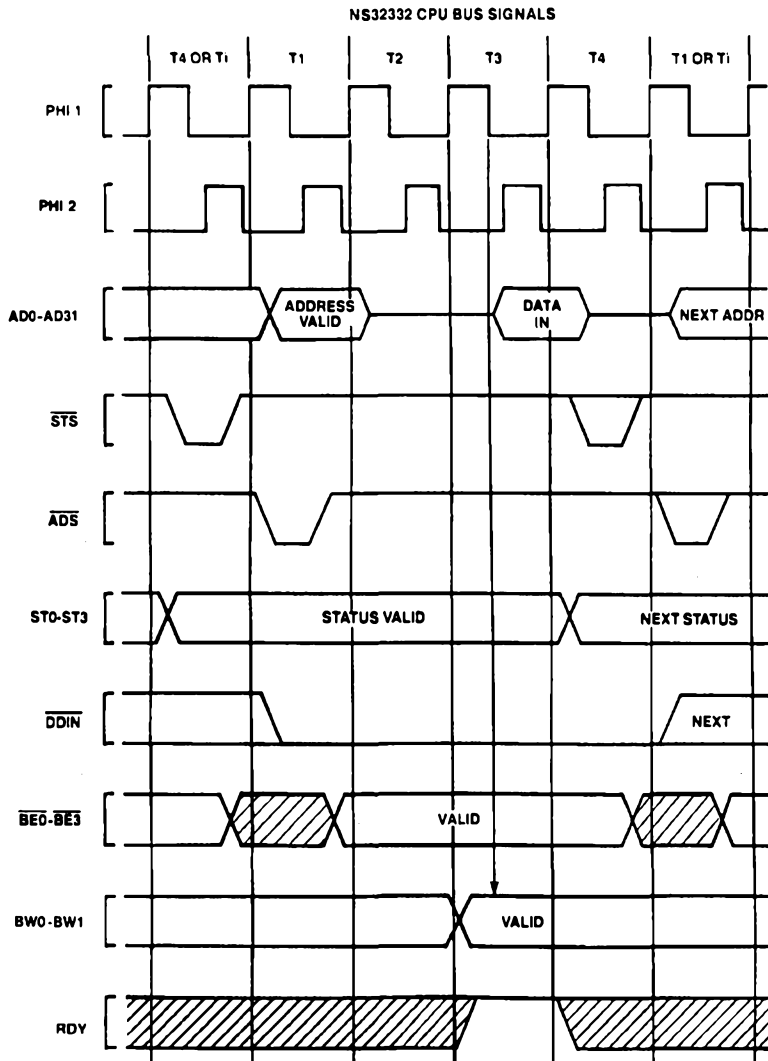 NS32332 CPU BUS SIGNALS
T4 OR Ti T1 T2 T3 T4 T1 OR Ti
PHI 1
PHI 2
AD0-AD31 ADDRESS VALID DATA IN NEXT ADDR
STS
ADS
ST0-ST3 STATUS VALID NEXT STATUS
DDIN NEXT
BE0-BE3 VALID
BW0-BW1 VALID
RDY